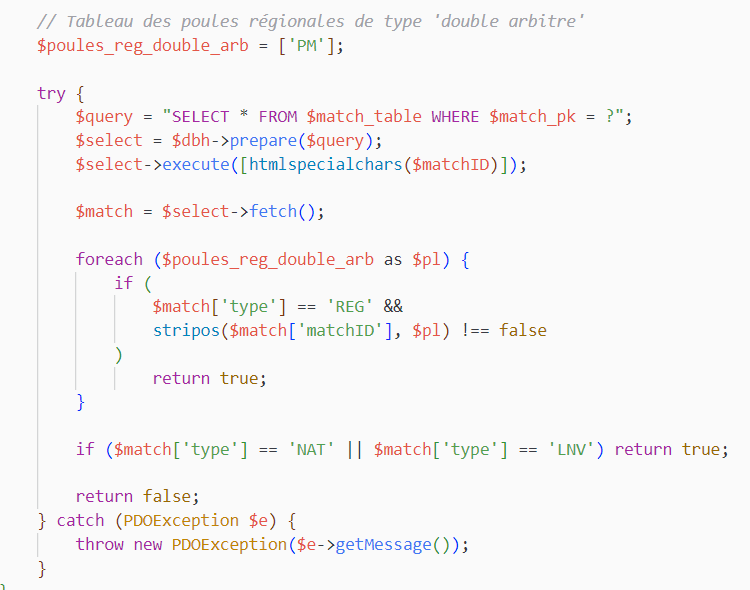 // Tableau des poules régionales de type 'double arbitre'
$poules_reg_double_arb = ['PM'];
try {
$query = "SELECT * FROM $match_table WHERE $match_pk = ?";
$select = $dbh->prepare($query);
$select->execute([htmlspecialchars($matchID)]);
$match = $select->fetch();
foreach ($poules_reg_double_arb as $pl) {
if (
$match['type'] == 'REG' &&
stripos($match['matchID'], $pl) !== false
)
return true;
}
if ($match['type'] == 'NAT' || $match['type'] == 'LNV') return true;
return false;
} catch (PDOException $e) {
throw new PDOException($e->getMessage());
}